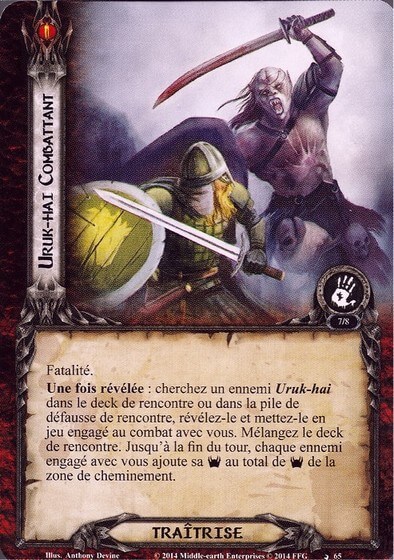 Uruk-hai Combattant
7/8
Fatalité.
Une fois révélée : cherchez un ennemi Uruk-hai
dans le deck de rencontre ou dans la pile de
défausse de rencontre, révélez-le et mettez-le en
jeu engagé au combat avec vous. Mélangez le deck
de rencontre. Jusqu'à la fin du tour, chaque ennemi
engagé avec vous ajoute sa au total de de la
zone de cheminement.
TRAÎTRISE
Illus. Anthony Devine © 2014 Middle-earth Enterprises © 2014 FFG 65